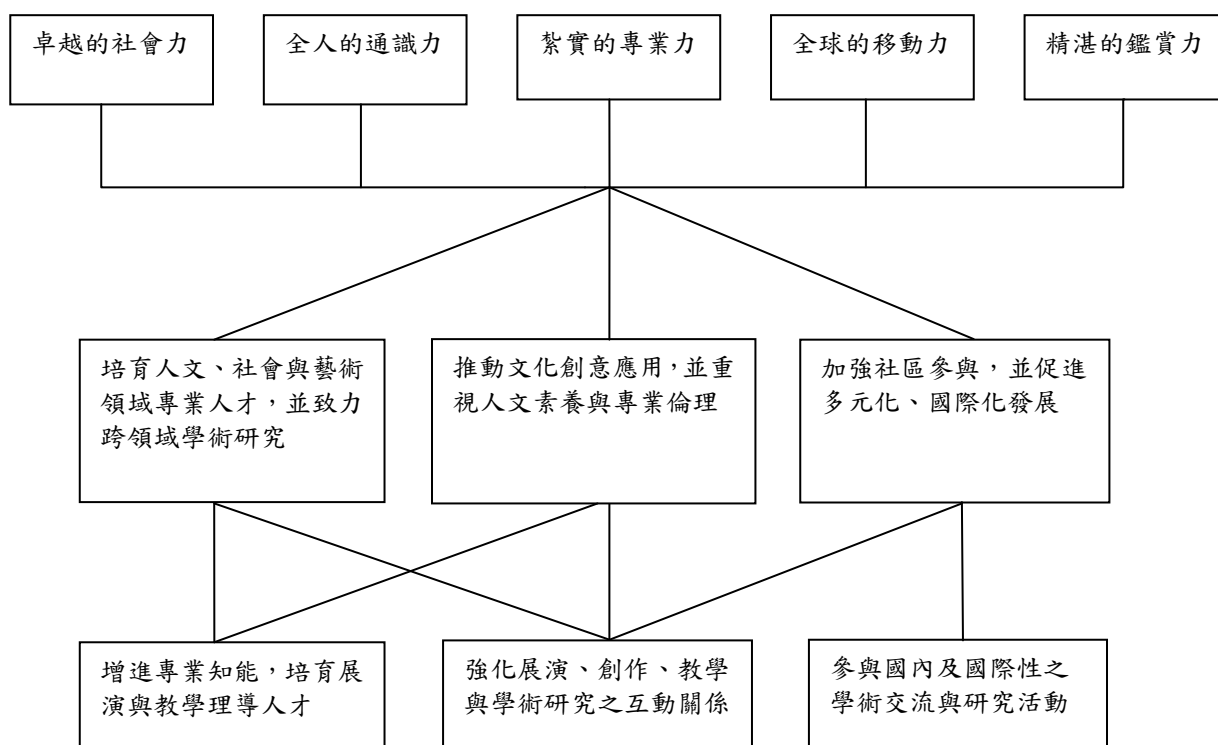 卓越的社會力
全人的通識力
紮實的專業力
全球的移動力
精湛的鑑賞力
培育人文、社會與藝術
領域專業人才，並致力
跨領域學術研究
推動文化創意應用，並重
視人文素養與專業倫理
加強社區參與，並促進
多元化、國際化發展
增進專業知能，培育展
演與教學理導人才
強化展演、創作、教學
與學術研究之互動關係
參與國內及國際性之
學術交流與研究活動